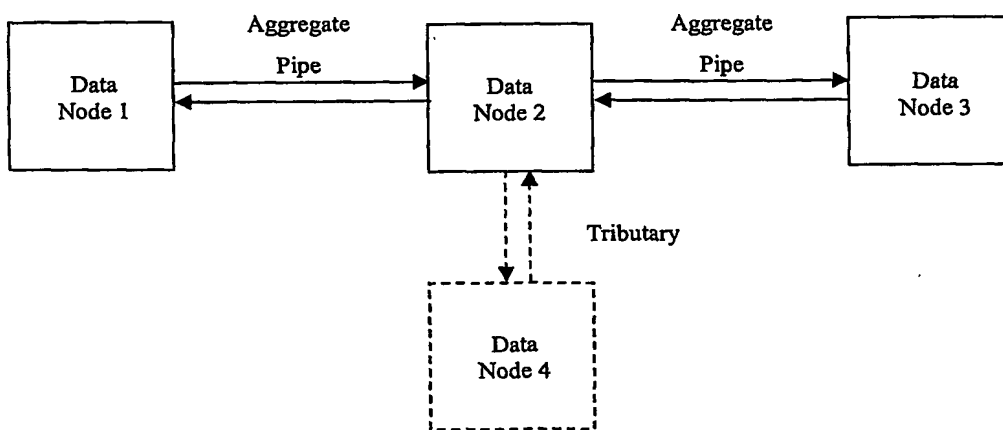 Aggregate
Pipe
Aggregate
Pipe
Data
Node 1
Data
Node 2
Data
Node 3
Tributary
Data
Node 4